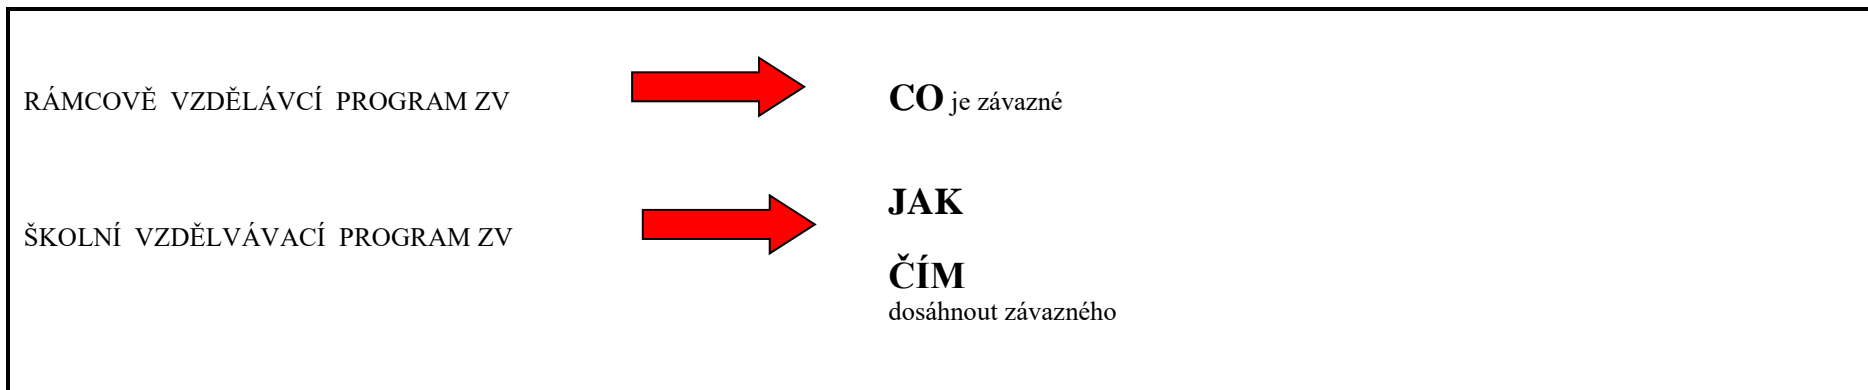 RÁMCOVĚ VZDĚLÁVCÍ PROGRAM ZV
CO je závazné
JAK
ŠKOLNÍ VZDĚLVÁVACÍ PROGRAM ZV
ČÍM
dosáhnout závazného